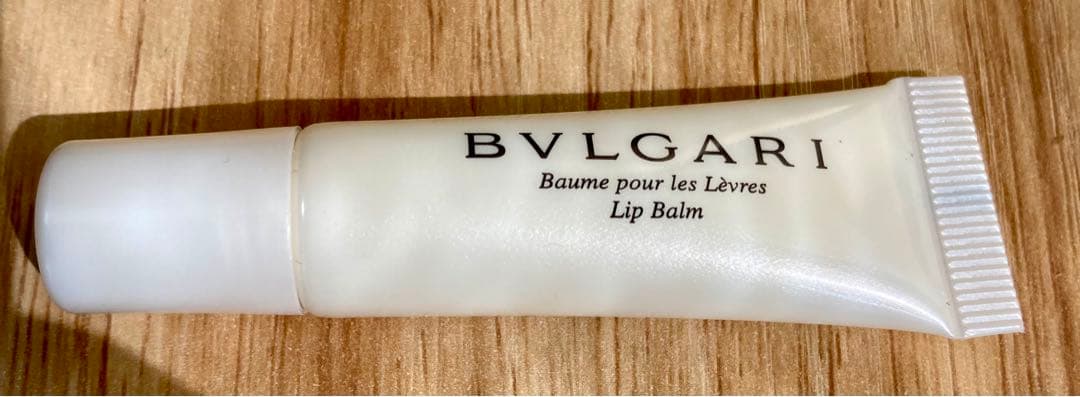 BVLGARI
Baume pour les Lèvres
Lip Balm